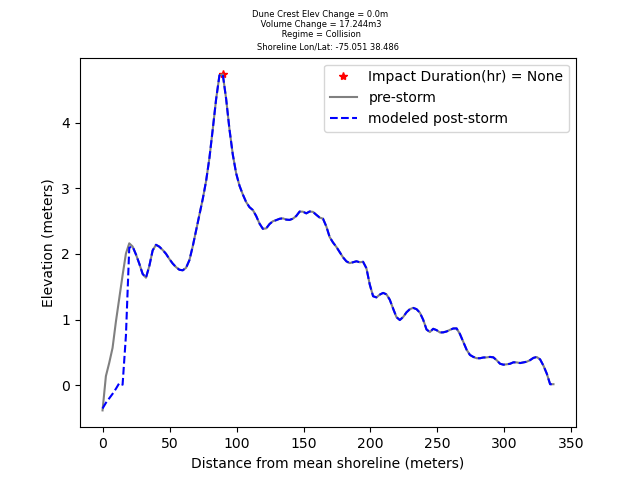 Dune Crest Elev Change = 0.0m
Volume Change = 17.244m3
Regime = Collision
Shoreline Lon/Lat: -75.051 38.486
Impact Duration(hr) = None
pre-storm
modeled post-storm
Elevation (meters)
4
3
2
1
0
0 50 100 150 200 250 300 350
Distance from mean shoreline (meters)